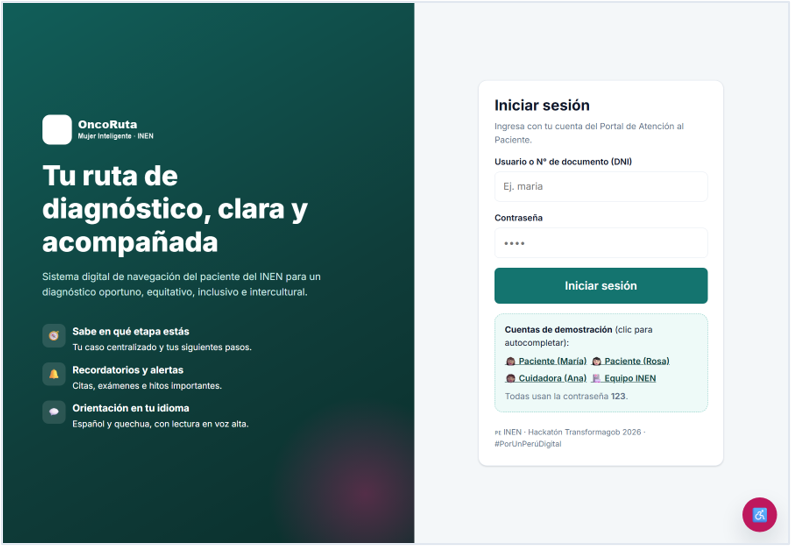 OncoRuta
Mujer Inteligente · INEN
Tu ruta de
diagnóstico, clara y
acompañada
Sistema digital de navegación del paciente del INEN para un
diagnóstico oportuno, equitativo, inclusivo e intercultural.
Sabe en qué etapa estás
Tu caso centralizado y tus siguientes pasos.
Recordatorios y alertas
Citas, exámenes e hitos importantes.
Orientación en tu idioma
Español y quechua, con lectura en voz alta.
Iniciar sesión
Ingresa con tu cuenta del Portal de Atención al
Paciente.
Usuario o N° de documento (DNI)
Ej. maria
Contraseña
••••
Iniciar sesión
Cuentas de demostración (clic para
autocompletar):
Paciente (María) Paciente (Rosa)
Cuidadora (Ana) Equipo INEN
Todas usan la contraseña 123.
PE INEN · Hackatón Transformagob 2026 ·
#PorUnPerúDigital